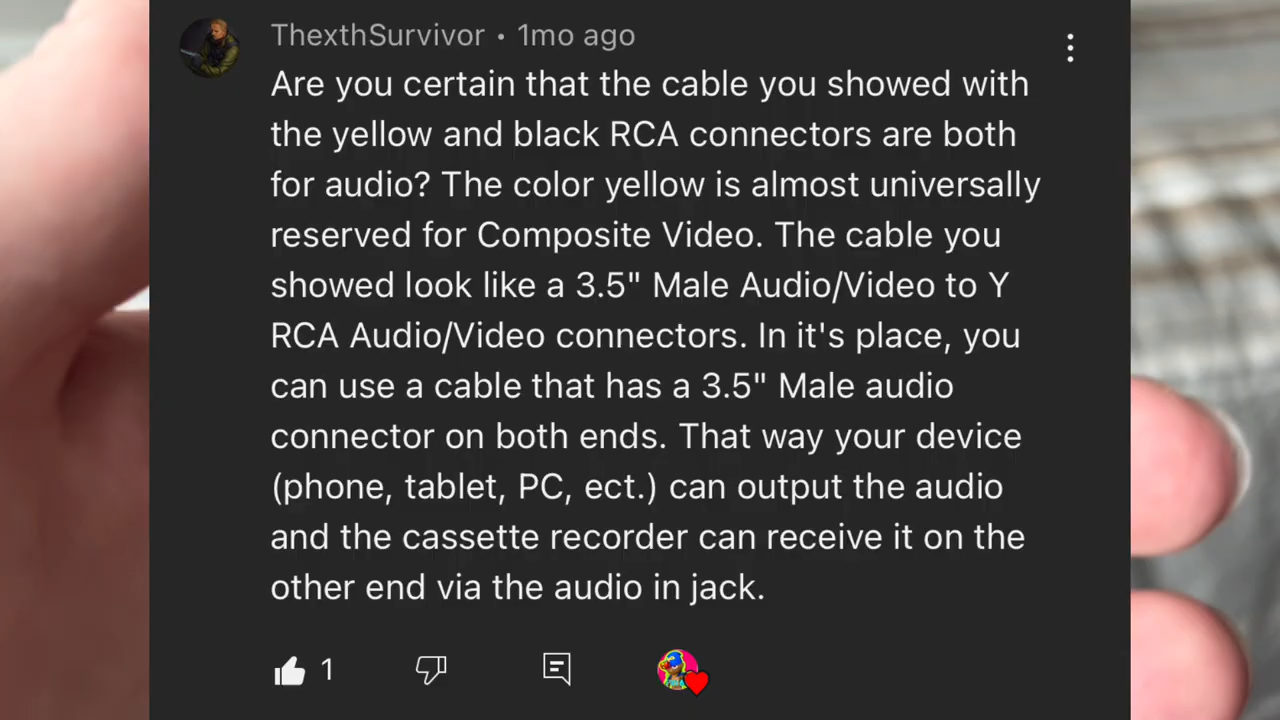 ThexthSurvivor • 1mo ago
Are you certain that the cable you showed with
the yellow and black RCA connectors are both
for audio? The color yellow is almost universally
reserved for Composite Video. The cable you
showed look like a 3.5" Male Audio/Video to Y
RCA Audio/Video connectors. In it's place, you
can use a cable that has a 3.5" Male audio
connector on both ends. That way your device
(phone, tablet, PC, ect.) can output the audio
and the cassette recorder can receive it on the
other end via the audio in jack.
1